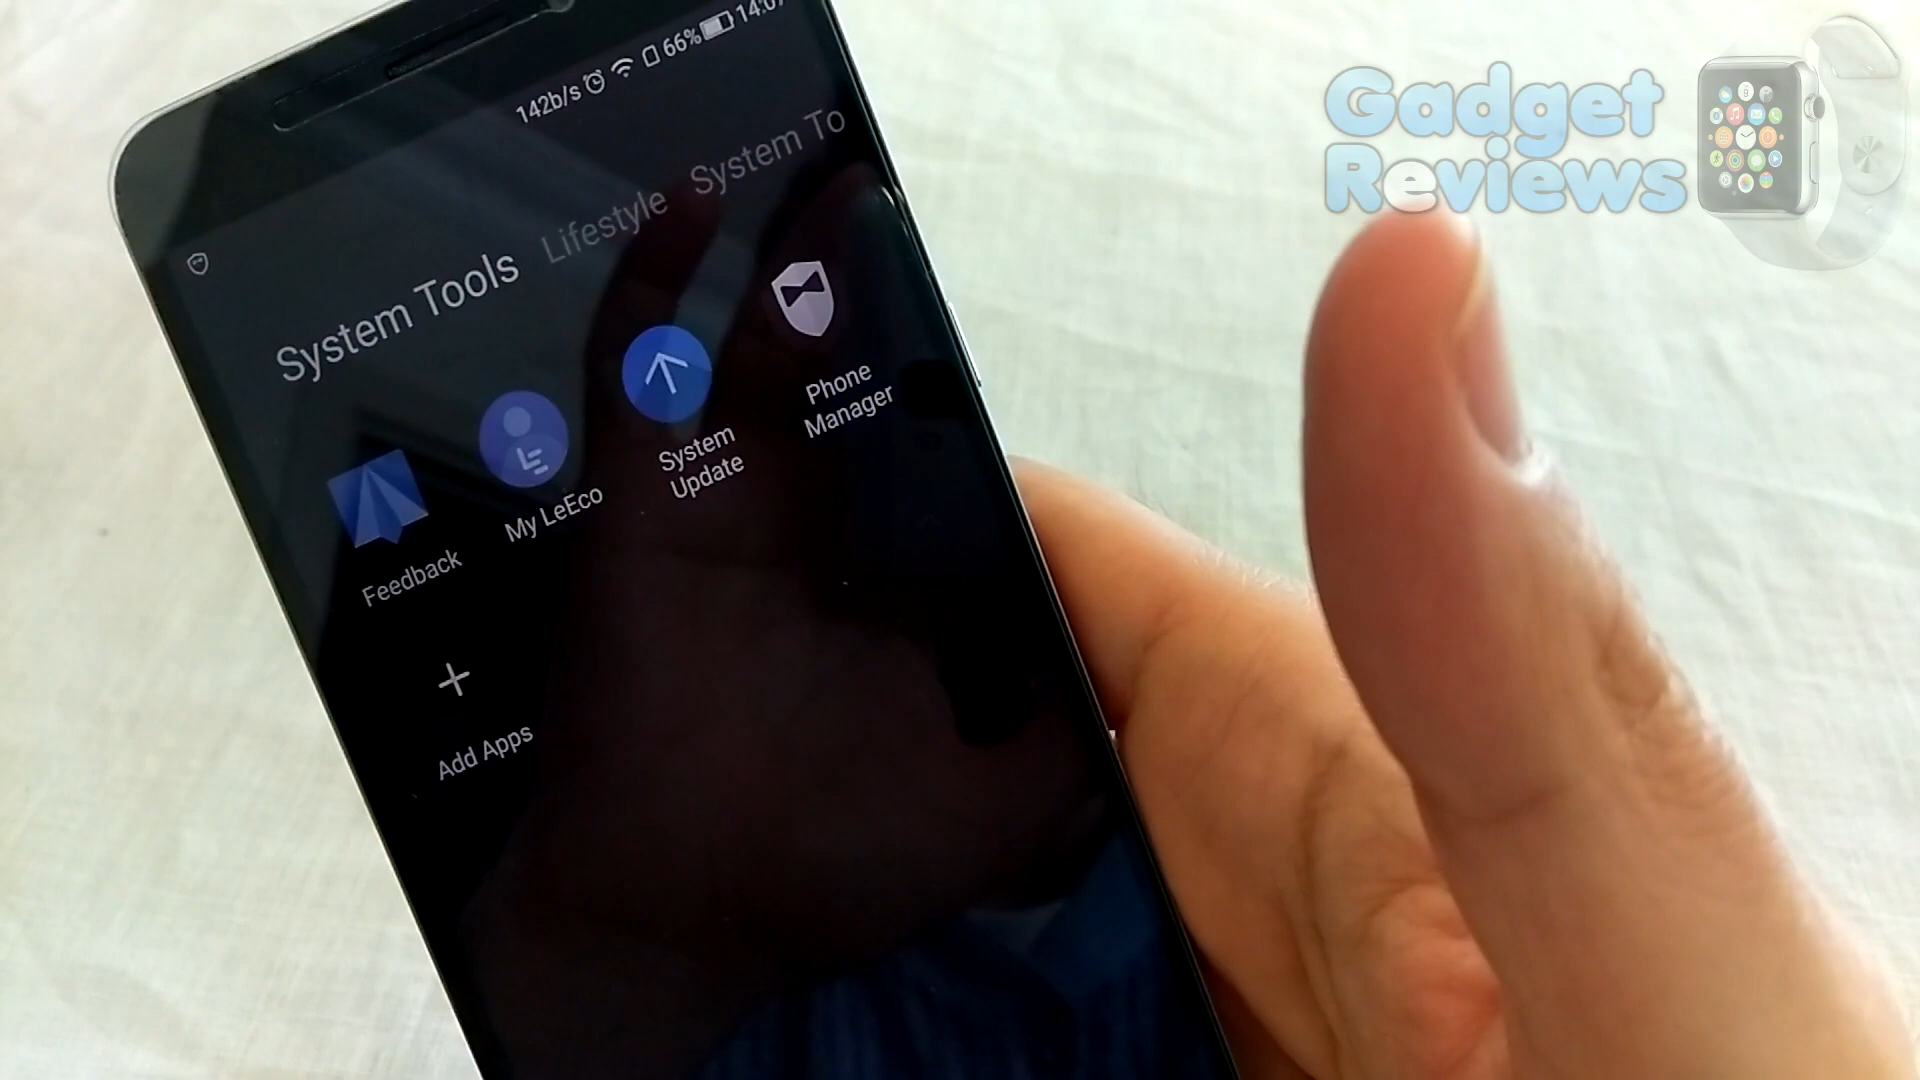 142b/s 66% 14:07
System Tools Lifestyle System To
Feedback
My LeEco
System
Update
Phone
Manager
Add Apps
Gadget
Reviews